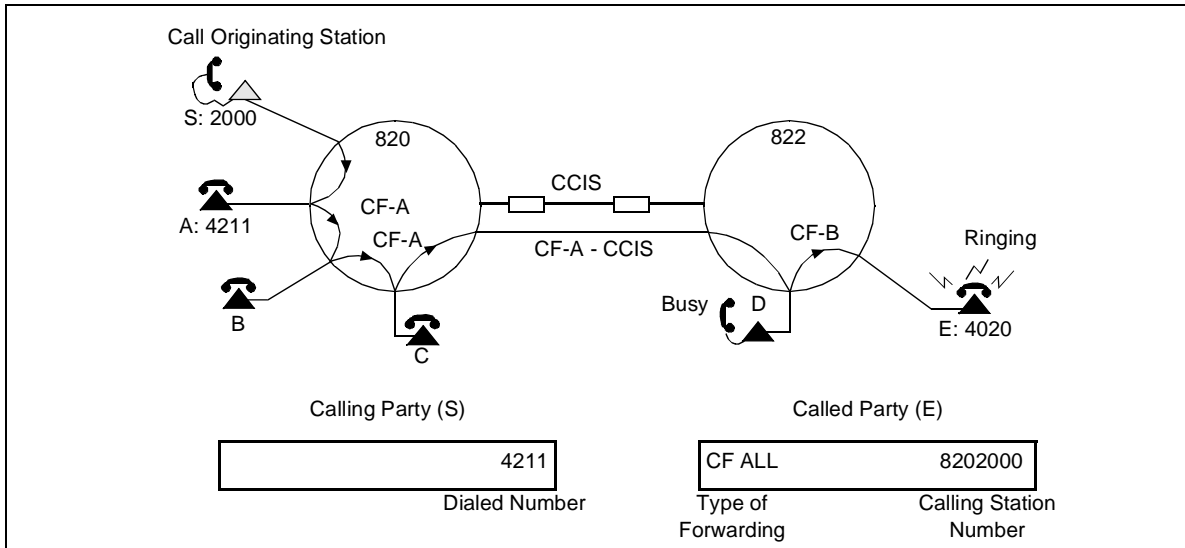 Call Originating Station
S: 2000
820
822
CCIS
A: 4211
CF-A
CF-A
CF-A - CCIS
CF-B
Ringing
B
C
Busy
D
E: 4020
Calling Party (S)
Called Party (E)
4211
CF ALL 8202000
Dialed Number
Type of
Forwarding
Calling Station
Number